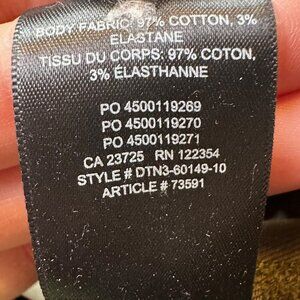 BODY FABRIC: 97% COTTON, 3%
ELASTANE
TISSU DU CORPS: 97% COTON,
3% ÉLASTHANNE
PO 4500119269
PO 4500119270
PO 4500119271
CA 23725 RN 122354
STYLE # DTN3-60149-10
ARTICLE # 73591